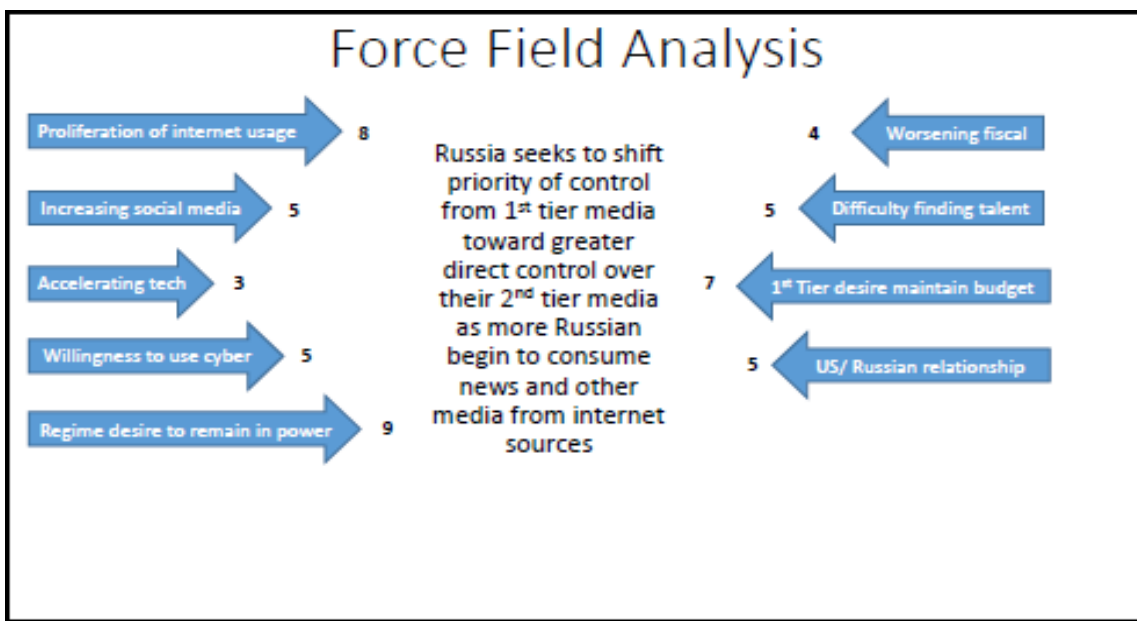 Force Field Analysis
Proliferation of internet usage
8
Increasing social media
5
Accelerating tech
3
Willingness to use cyber
5
Regime desire to remain in power
9
Russia seeks to shift
priority of control
from 1st tier media
toward greater
direct control over
their 2nd tier media
as more Russian
begin to consume
news and other
media from internet
sources
4
Worsening fiscal
5
Difficulty finding talent
7
1st Tier desire maintain budget
5
US/ Russian relationship